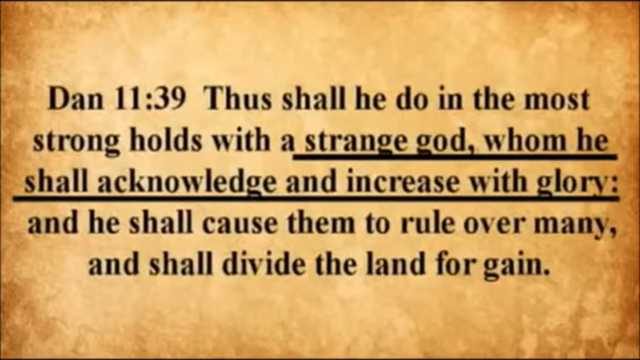 Dan 11:39 Thus shall he do in the most
strong holds with a strange god, whom he
shall acknowledge and increase with glory:
and he shall cause them to rule over many,
and shall divide the land for gain.